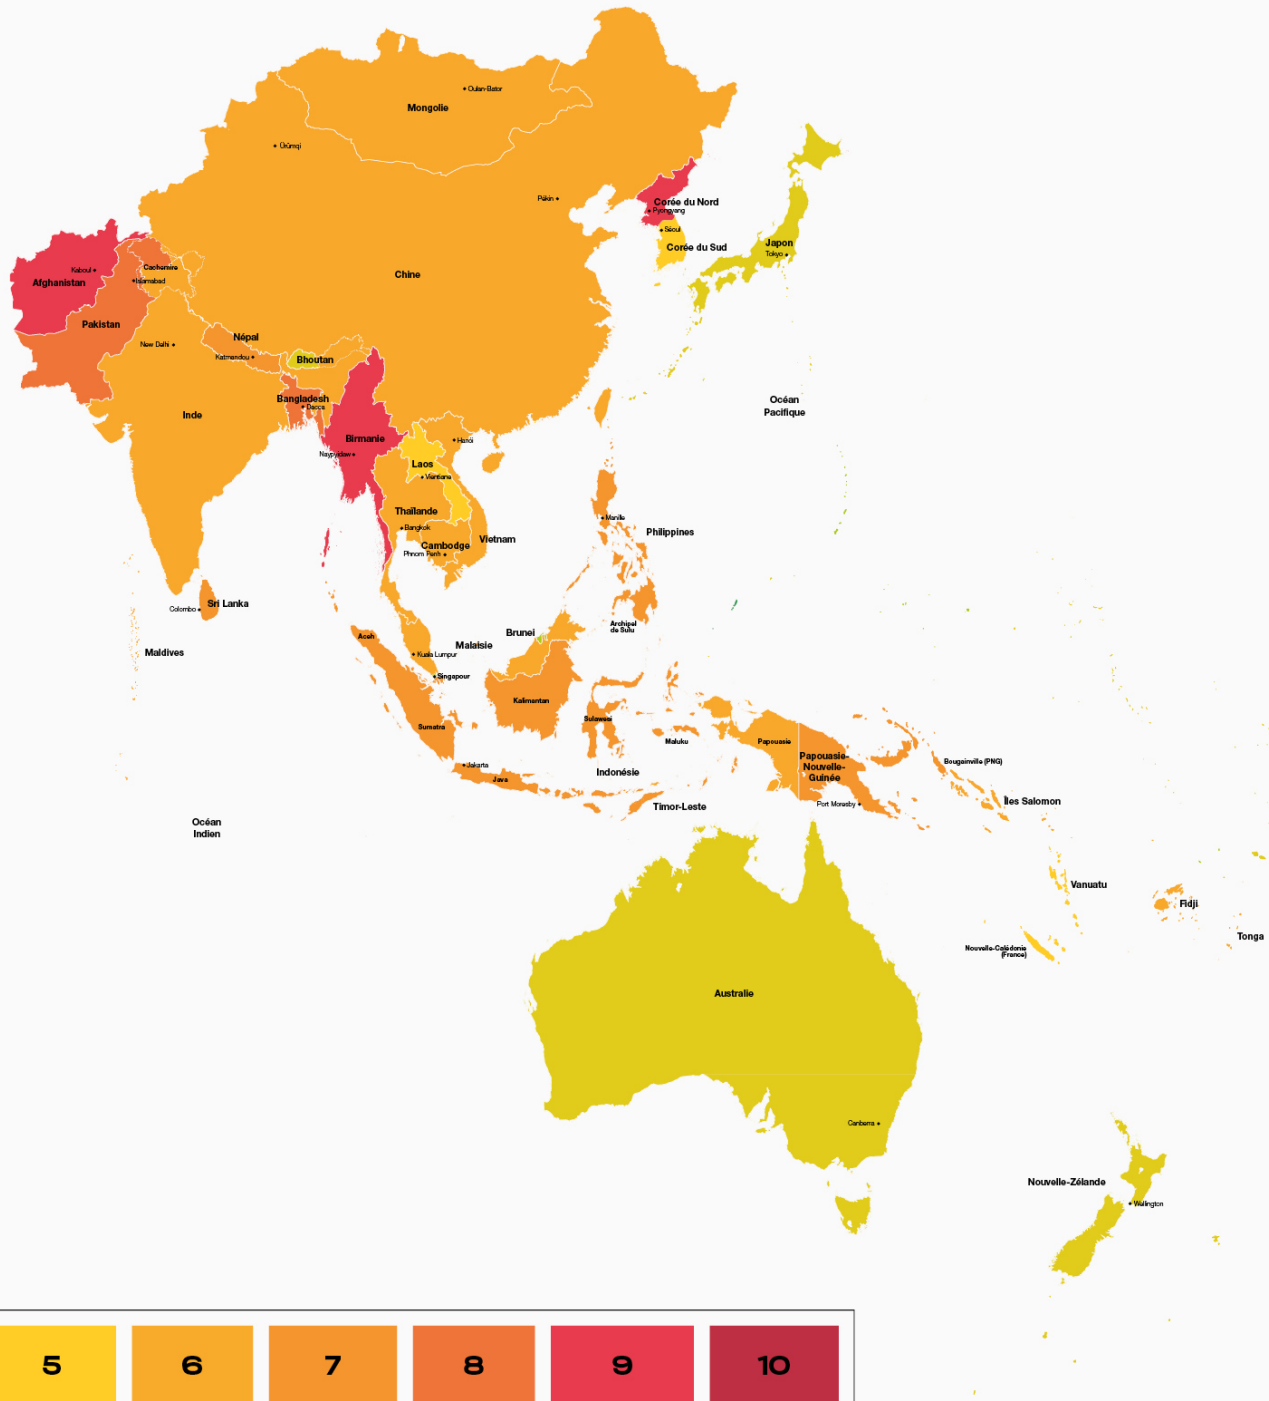 Oulan-Bator
Mongolie
Ürümqi
Pékin
Corée du Nord
Pyongyang
Séoul
Corée du Sud
Japon
Tokyo
Cachemire
Kaboul
Islamabad
Chine
Afghanistan
Pakistan
Népal
New Delhi
Katmandou
Bhoutan
Bangladesh
Dacca
Océan
Pacifique
Inde
Birmanie
Hanoï
Naypyidaw
Laos
Vientiane
Thaïlande
Manille
Bangkok
Philippines
Vietnam
Cambodge
Phnom Penh
Sri Lanka
Colombo
Archipel
de Sulu
Brunei
Aceh
Malaisie
Maldives
Kuala Lumpur
Singapour
Kalimantan
Sulawesi
Sumatra
Maluku
Papouasie
Papouasie-
Nouvelle-
Guinée
Bougainville (PNG)
Jakarta
Indonésie
Java
Îles Salomon
Port Moresby
Timor-Leste
Océan
Indien
Vanuatu
Fidji
Tonga
Nouvelle-Calédonie
(France)
Australie
Canberra
Nouvelle-Zélande
Wellington
5 6 7 8 9 10